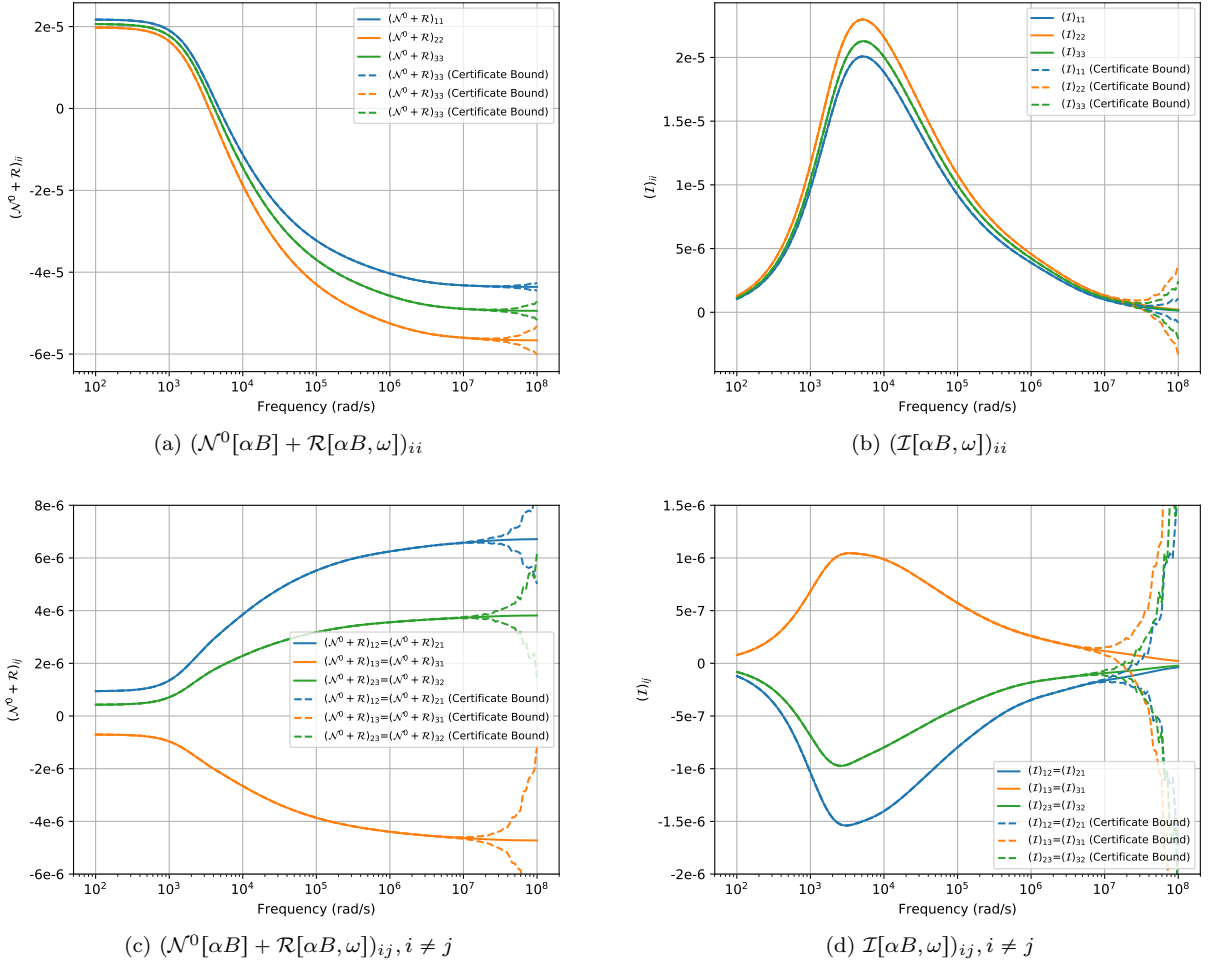 2e-5
0
-2e-5
-4e-5
-6e-5
(𝒩⁰ + ℛ)ᵢᵢ
(𝒩⁰ + ℛ)₁₁
(𝒩⁰ + ℛ)₂₂
(𝒩⁰ + ℛ)₃₃
(𝒩⁰ + ℛ)₃₃ (Certificate Bound)
(𝒩⁰ + ℛ)₃₃ (Certificate Bound)
(𝒩⁰ + ℛ)₃₃ (Certificate Bound)
10² 10³ 10⁴ 10⁵ 10⁶ 10⁷ 10⁸
Frequency (rad/s)
(a) (𝒩⁰[αB] + ℛ[αB, ω])ᵢᵢ
2e-5
1.5e-5
1e-5
5e-6
0
(ℐ)ᵢᵢ
(ℐ)₁₁
(ℐ)₂₂
(ℐ)₃₃
(ℐ)₁₁ (Certificate Bound)
(ℐ)₂₂ (Certificate Bound)
(ℐ)₃₃ (Certificate Bound)
10² 10³ 10⁴ 10⁵ 10⁶ 10⁷ 10⁸
Frequency (rad/s)
(b) (ℐ[αB, ω])ᵢᵢ
8e-6
6e-6
4e-6
2e-6
0
-2e-6
-4e-6
-6e-6
(𝒩⁰ + ℛ)ᵢⱼ
(𝒩⁰ + ℛ)₁₂=(𝒩⁰ + ℛ)₂₁
(𝒩⁰ + ℛ)₁₃=(𝒩⁰ + ℛ)₃₁
(𝒩⁰ + ℛ)₂₃=(𝒩⁰ + ℛ)₃₂
(𝒩⁰ + ℛ)₁₂=(𝒩⁰ + ℛ)₂₁ (Certificate Bound)
(𝒩⁰ + ℛ)₁₃=(𝒩⁰ + ℛ)₃₁ (Certificate Bound)
(𝒩⁰ + ℛ)₂₃=(𝒩⁰ + ℛ)₃₂ (Certificate Bound)
10² 10³ 10⁴ 10⁵ 10⁶ 10⁷ 10⁸
Frequency (rad/s)
(c) (𝒩⁰[αB] + ℛ[αB, ω])ᵢⱼ, i ≠ j
1.5e-6
1e-6
5e-7
0
-5e-7
-1e-6
-1.5e-6
-2e-6
(ℐ)ᵢⱼ
(ℐ)₁₂=(ℐ)₂₁
(ℐ)₁₃=(ℐ)₃₁
(ℐ)₂₃=(ℐ)₃₂
(ℐ)₁₂=(ℐ)₂₁ (Certificate Bound)
(ℐ)₁₃=(ℐ)₃₁ (Certificate Bound)
(ℐ)₂₃=(ℐ)₃₂ (Certificate Bound)
10² 10³ 10⁴ 10⁵ 10⁶ 10⁷ 10⁸
Frequency (rad/s)
(d) ℐ[αB, ω])ᵢⱼ, i ≠ j